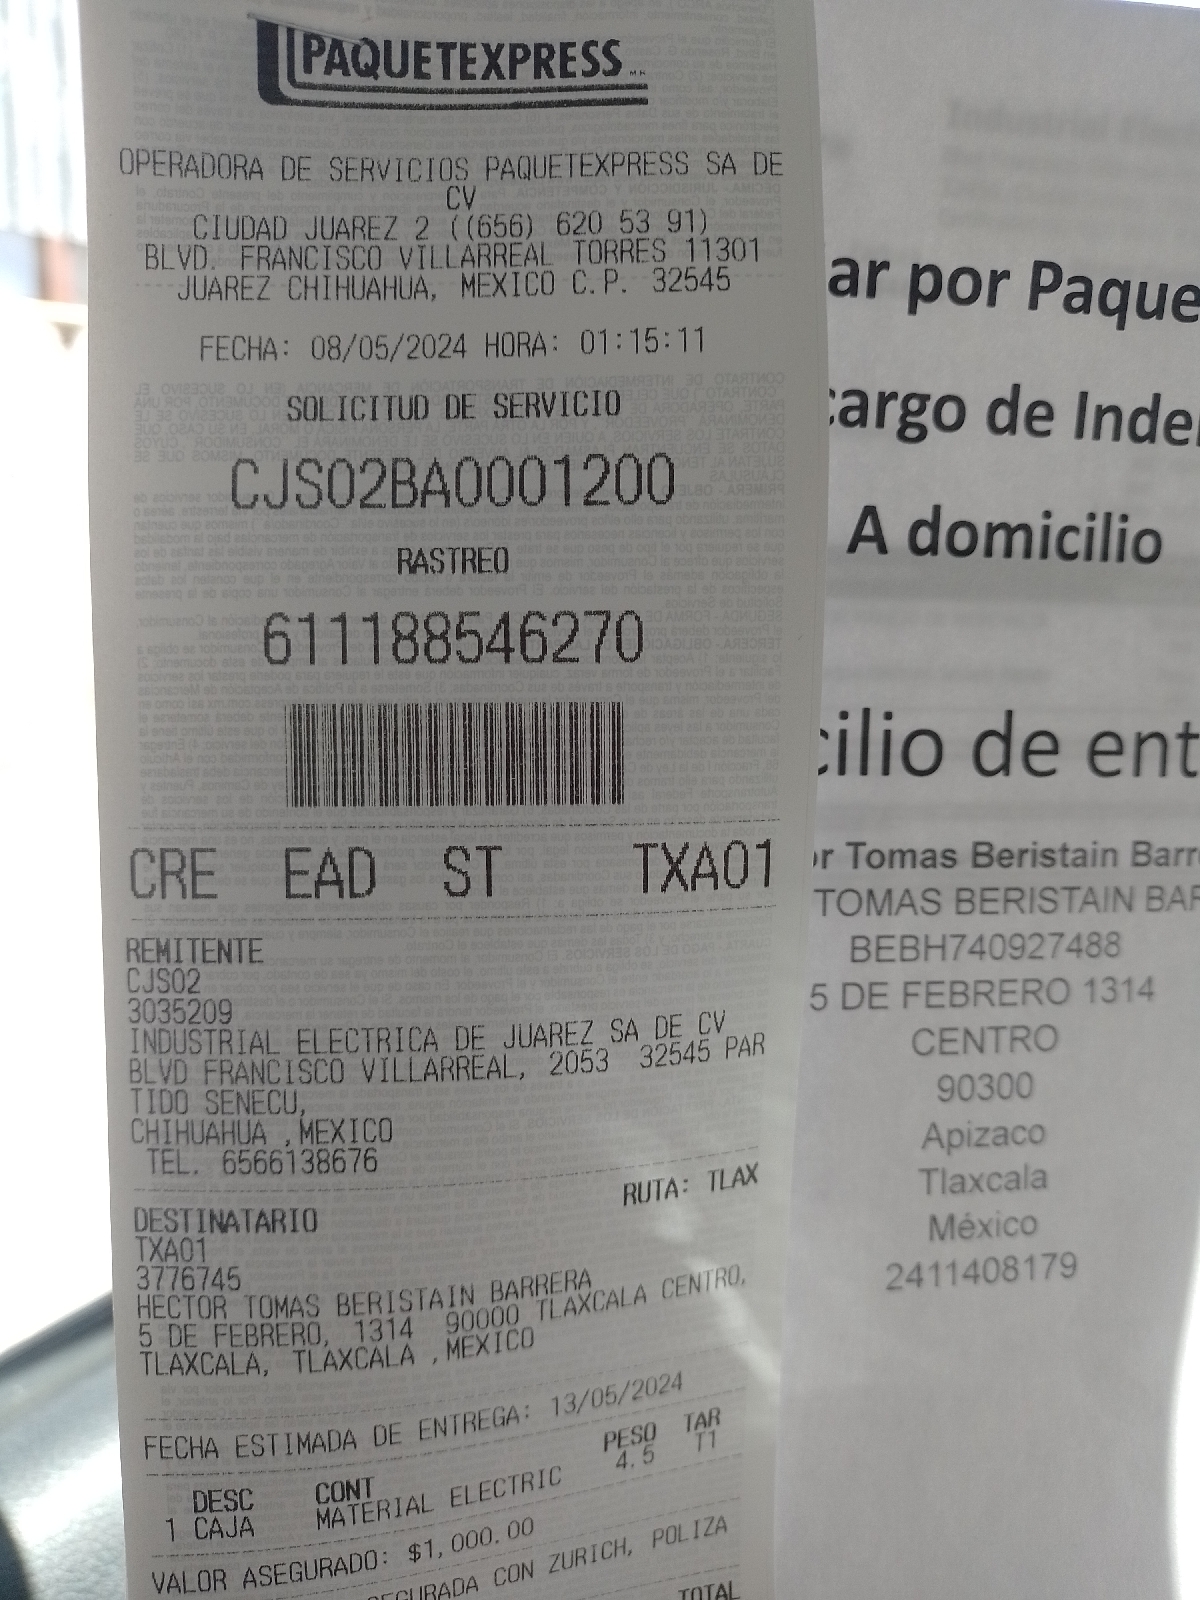 PAQUETEXPRESS
OPERADORA DE SERVICIOS PAQUETEXPRESS SA DE
CV
CIUDAD JUAREZ 2 ((656) 620 53 91)
BLVD. FRANCISCO VILLARREAL TORRES 11301
JUAREZ CHIHUAHUA, MEXICO C.P. 32545
FECHA: 08/05/2024 HORA: 01:15:11
SOLICITUD DE SERVICIO
CJS02BA0001200
RASTREO
611188546270
CRE EAD ST TXA01
REMITENTE
CJS02
3035209
INDUSTRIAL ELECTRICA DE JUAREZ SA DE CV
BLVD FRANCISCO VILLARREAL, 2053 32545 PAR
TIDO SENECU,
CHIHUAHUA ,MEXICO
TEL. 6566138676
RUTA: TLAX
DESTINATARIO
TXA01
3776745
HECTOR TOMAS BERISTAIN BARRERA
5 DE FEBRERO, 1314 90000 TLAXCALA CENTRO,
TLAXCALA, TLAXCALA ,MEXICO
FECHA ESTIMADA DE ENTREGA: 13/05/2024
DESC CONT PESO TAR
1 CAJA MATERIAL ELECTRIC 4.5 T1
VALOR ASEGURADO: $1,000.00
EGURADA CON ZURICH, POLIZA
TOTAL
ar por Paque
cargo de Inde
A domicilio
cilio de ent
r Tomas Beristain Barr
TOMAS BERISTAIN BAR
BEBH740927488
5 DE FEBRERO 1314
CENTRO
90300
Apizaco
Tlaxcala
México
2411408179